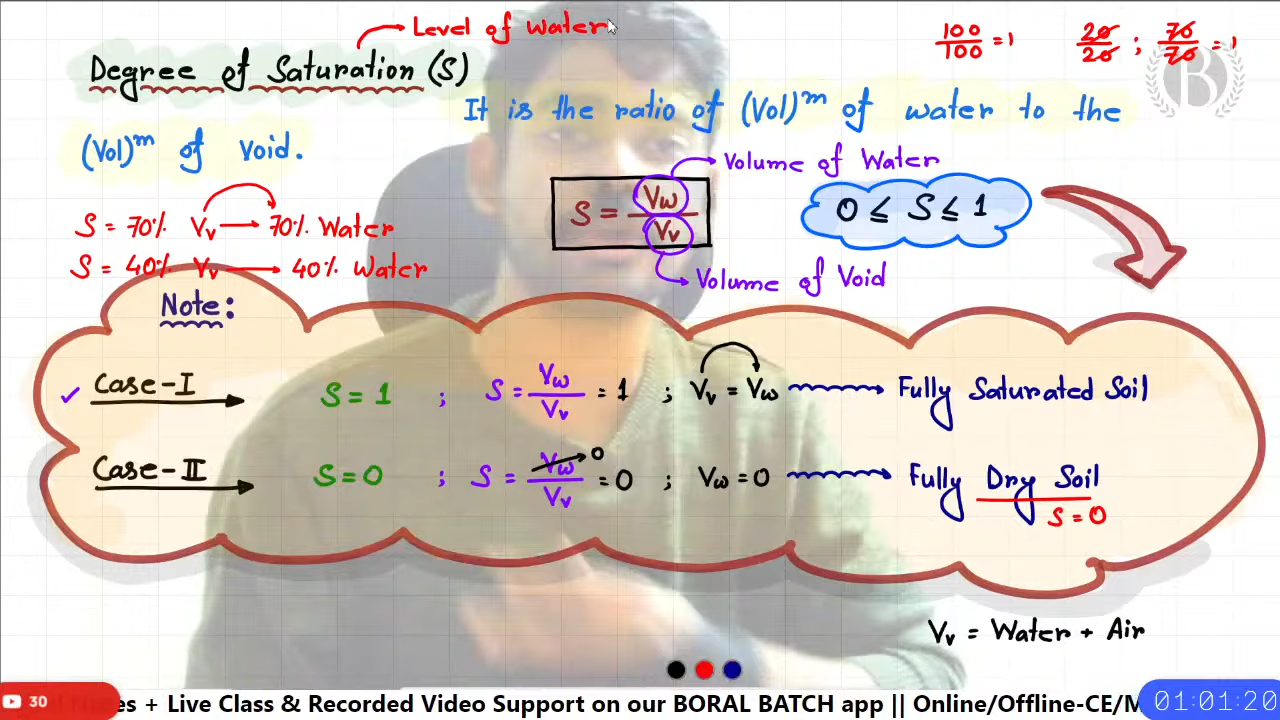 Level of water
100/100 = 1   20/20 ; 70/70 = 1
Degree of Saturation (S)
It is the ratio of (Vol)ᵐ of water to the
(Vol)ᵐ of void.
Volume of Water
S = Vw/Vv
0 ≤ S ≤ 1
Volume of Void
S = 70% Vv → 70% Water
S = 40% Vv → 40% Water
Note:
✓ Case-I → S = 1 ; S = Vw/Vv = 1 ; Vv = Vw → Fully Saturated Soil
Case-II → S = 0 ; S = Vw/Vv = 0 ; Vw = 0 → Fully Dry Soil
0
S = 0
Vv = Water + Air
B
30
es + Live Class & Recorded Video Support on our BORAL BATCH app || Online/Offline-CE/M
01:01:20